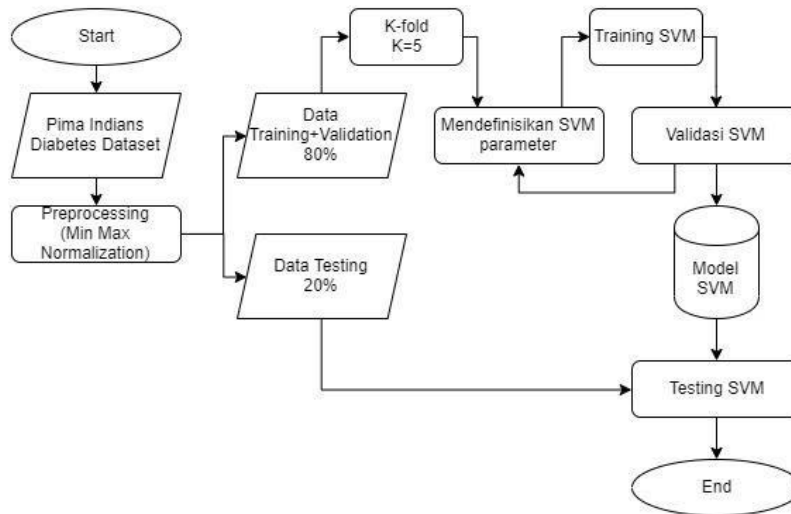 Start
Pima Indians
Diabetes Dataset
Preprocessing
(Min Max
Normalization)
Data
Training+Validation
80%
Data Testing
20%
K-fold
K=5
Mendefinisikan SVM
parameter
Training SVM
Validasi SVM
Model
SVM
Testing SVM
End